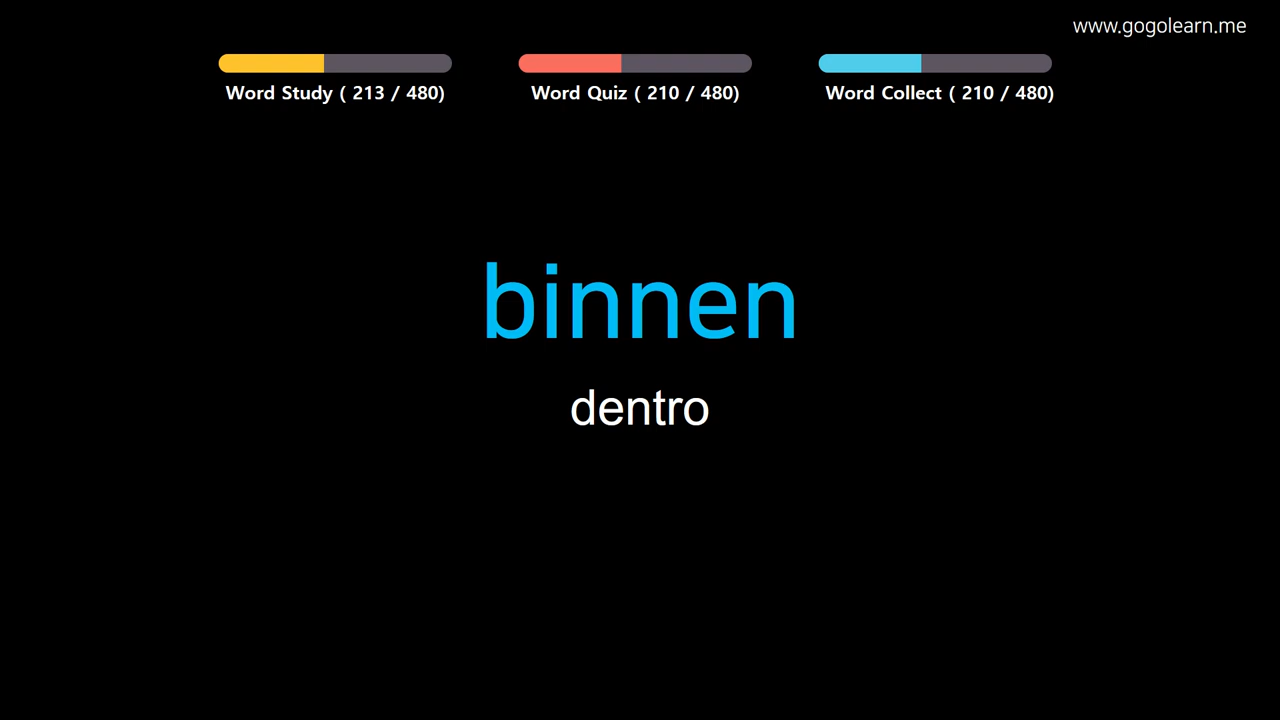 www.gogolearn.me
Word Study ( 213 / 480)
Word Quiz ( 210 / 480)
Word Collect ( 210 / 480)
binnen
dentro